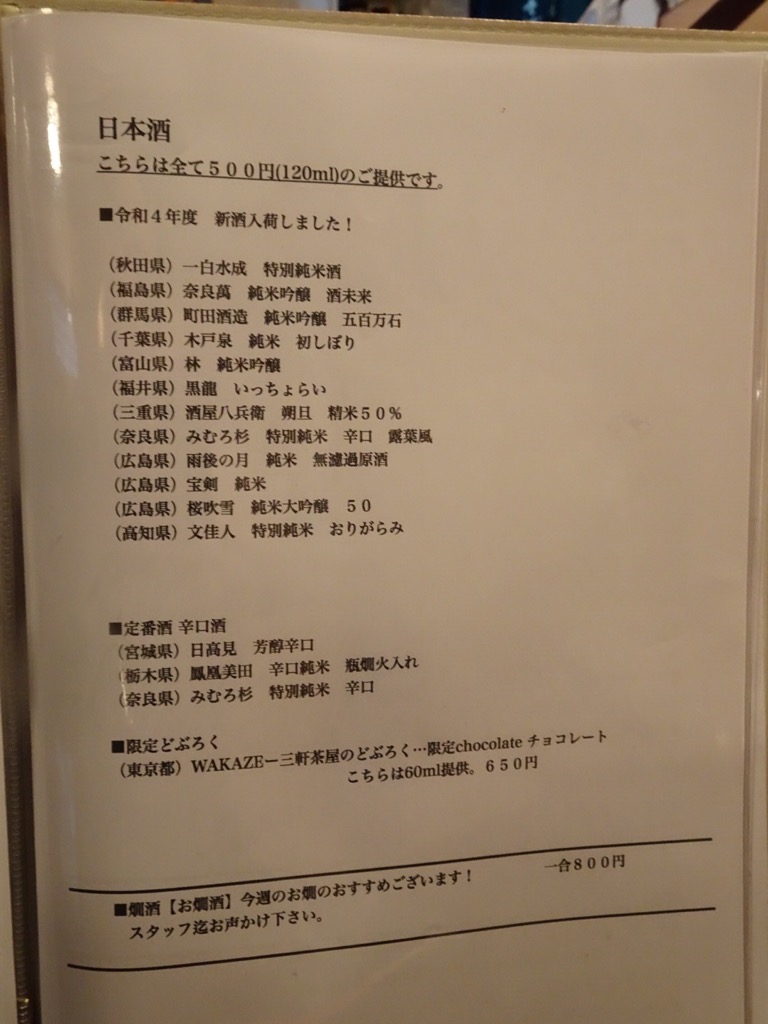 日本酒
こちらは全て５００円(120ml)のご提供です。
■令和４年度　新酒入荷しました！
（秋田県）一白水成　特別純米酒
（福島県）奈良萬　純米吟醸　酒未来
（群馬県）町田酒造　純米吟醸　五百万石
（千葉県）木戸泉　純米　初しぼり
（富山県）林　純米吟醸
（福井県）黒龍　いっちょらい
（三重県）酒屋八兵衛　朔旦　精米５０％
（奈良県）みむろ杉　特別純米　辛口　露葉風
（広島県）雨後の月　純米　無濾過原酒
（広島県）宝剣　純米
（広島県）桜吹雪　純米大吟醸　５０
（高知県）文佳人　特別純米　おりがらみ
■定番酒 辛口酒
（宮城県）日高見　芳醇辛口
（栃木県）鳳凰美田　辛口純米　瓶燗火入れ
（奈良県）みむろ杉　特別純米　辛口
■限定どぶろく
（東京都）WAKAZEー三軒茶屋のどぶろく…限定chocolate チョコレート
こちらは60ml提供。６５０円
■燗酒【お燗酒】今週のお燗のおすすめございます！　一合８００円
スタッフ迄お声かけ下さい。